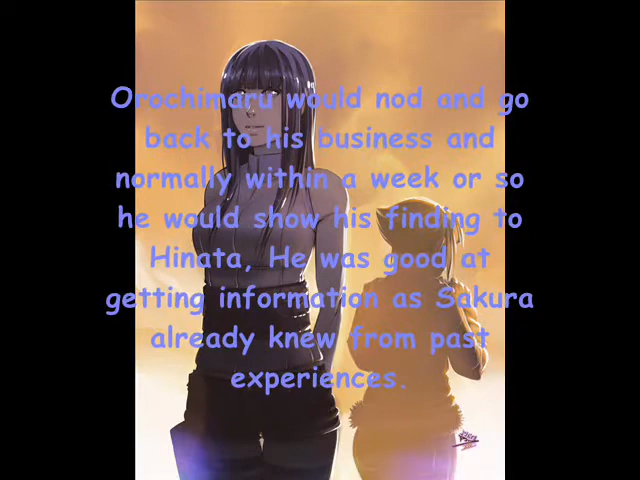 Orochimaru would nod and go
back to his business and
normally within a week or so
he would show his finding to
Hinata, He was good at
getting information as Sakura
already knew from past
experiences.